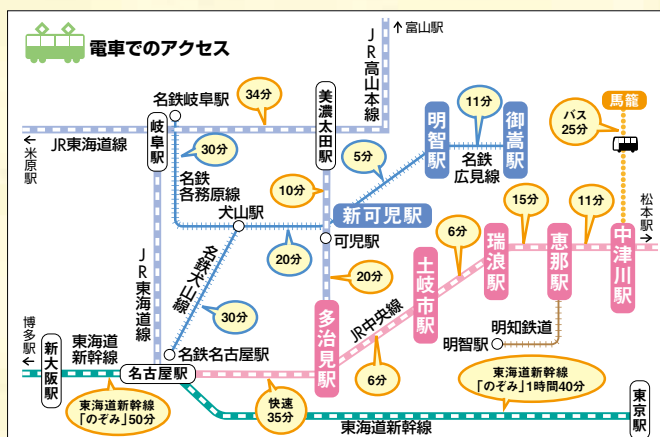 電車でのアクセス
↑富山駅
JR高山本線
34分
名鉄岐阜駅
岐阜駅
美濃太田駅
明智駅
11分
御嵩駅
馬籠
バス
25分
←米原駅
JR東海道線
30分
名鉄
各務原線
5分
名鉄
広見線
10分
犬山駅
新可児駅
可児駅
20分
15分
11分
松本駅→
JR東海道線
名鉄犬山線
30分
20分
6分
多治見駅
土岐市駅
瑞浪駅
恵那駅
中津川駅
JR中央線
6分
明知鉄道
明智駅
博多駅←
新大阪駅
東海道
新幹線
名鉄名古屋駅
名古屋駅
東海道新幹線
「のぞみ」50分
快速
35分
東海道新幹線
「のぞみ」1時間40分
東海道新幹線
東京駅